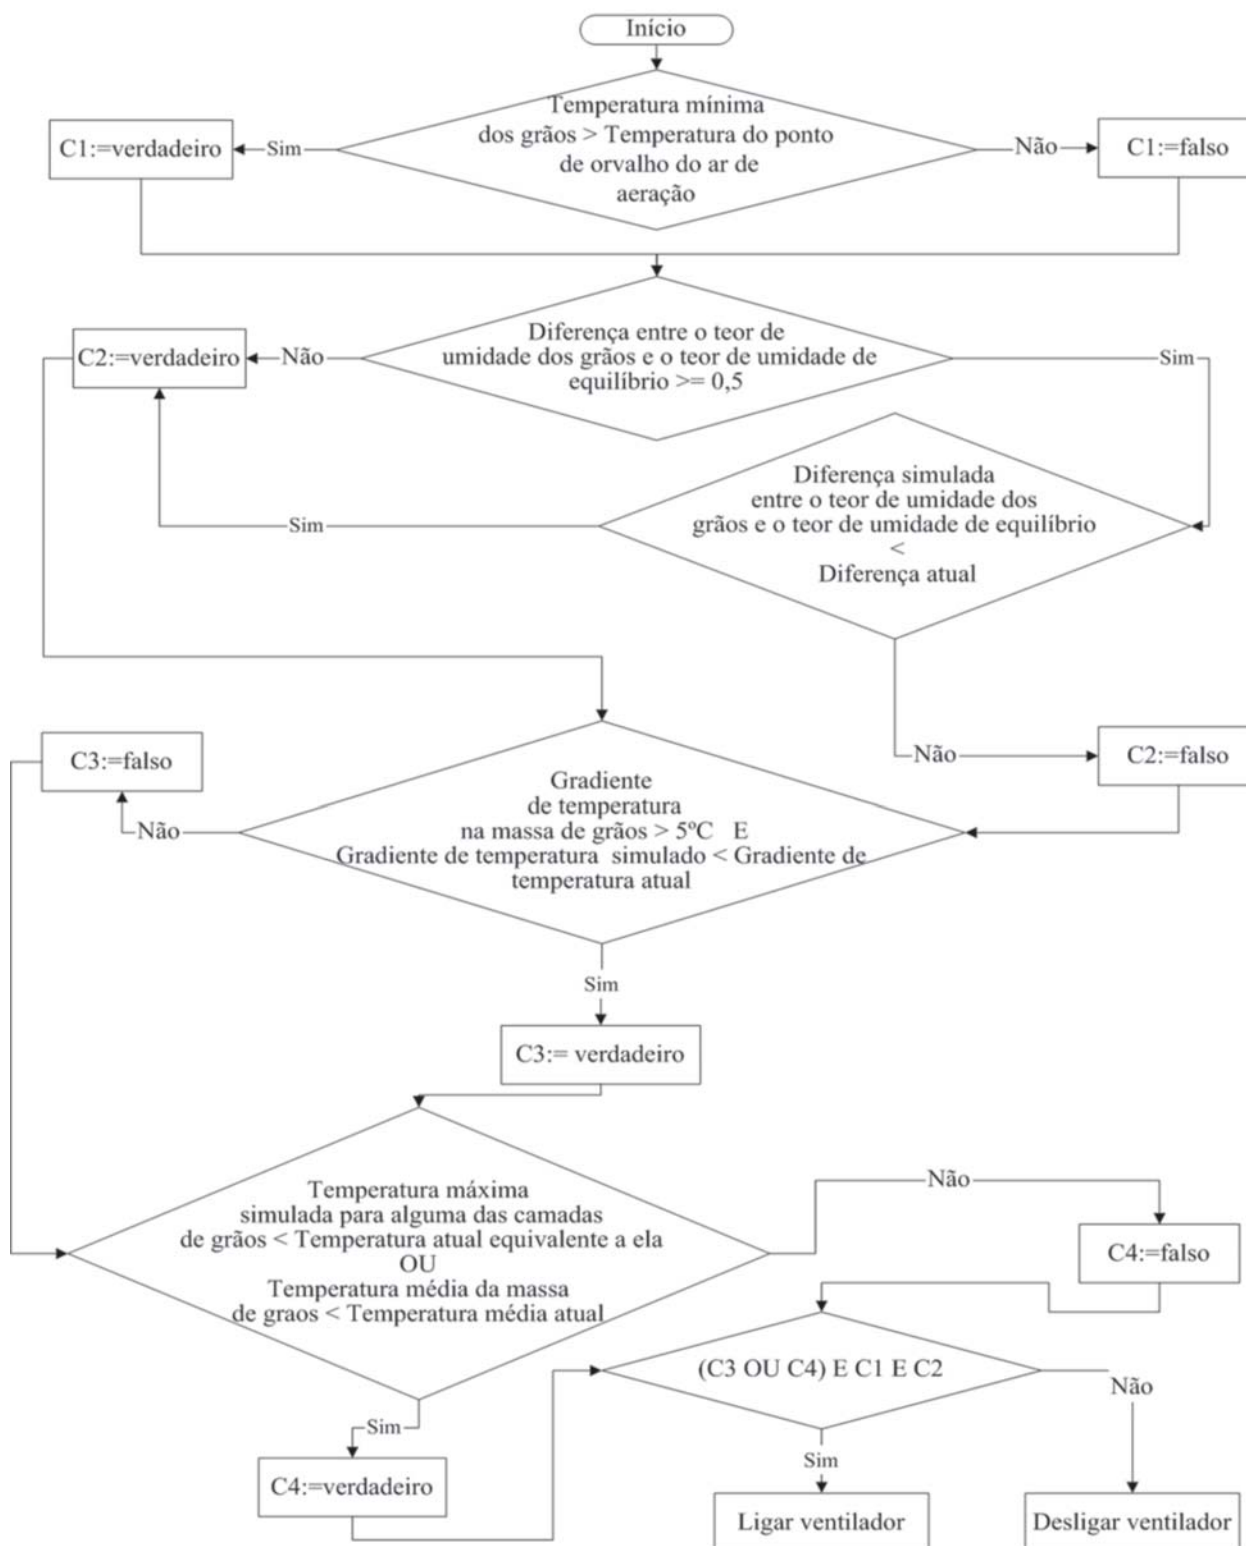 Início
Temperatura mínima
dos grãos > Temperatura do ponto
de orvalho do ar de
aeração
Sim
C1:=verdadeiro
Não
C1:=falso
Diferença entre o teor de
umidade dos grãos e o teor de umidade de
equilíbrio >= 0,5
Não
C2:=verdadeiro
Sim
Diferença simulada
entre o teor de umidade dos
grãos e o teor de umidade de equilíbrio
<
Diferença atual
Sim
Não
C2:=falso
Gradiente
de temperatura
na massa de grãos > 5ºC E
Gradiente de temperatura simulado < Gradiente de
temperatura atual
Não
C3:=falso
Sim
C3:= verdadeiro
Temperatura máxima
simulada para alguma das camadas
de grãos < Temperatura atual equivalente a ela
OU
Temperatura média da massa
de graos < Temperatura média atual
Não
C4:=falso
Sim
C4:=verdadeiro
(C3 OU C4) E C1 E C2
Sim
Ligar ventilador
Não
Desligar ventilador